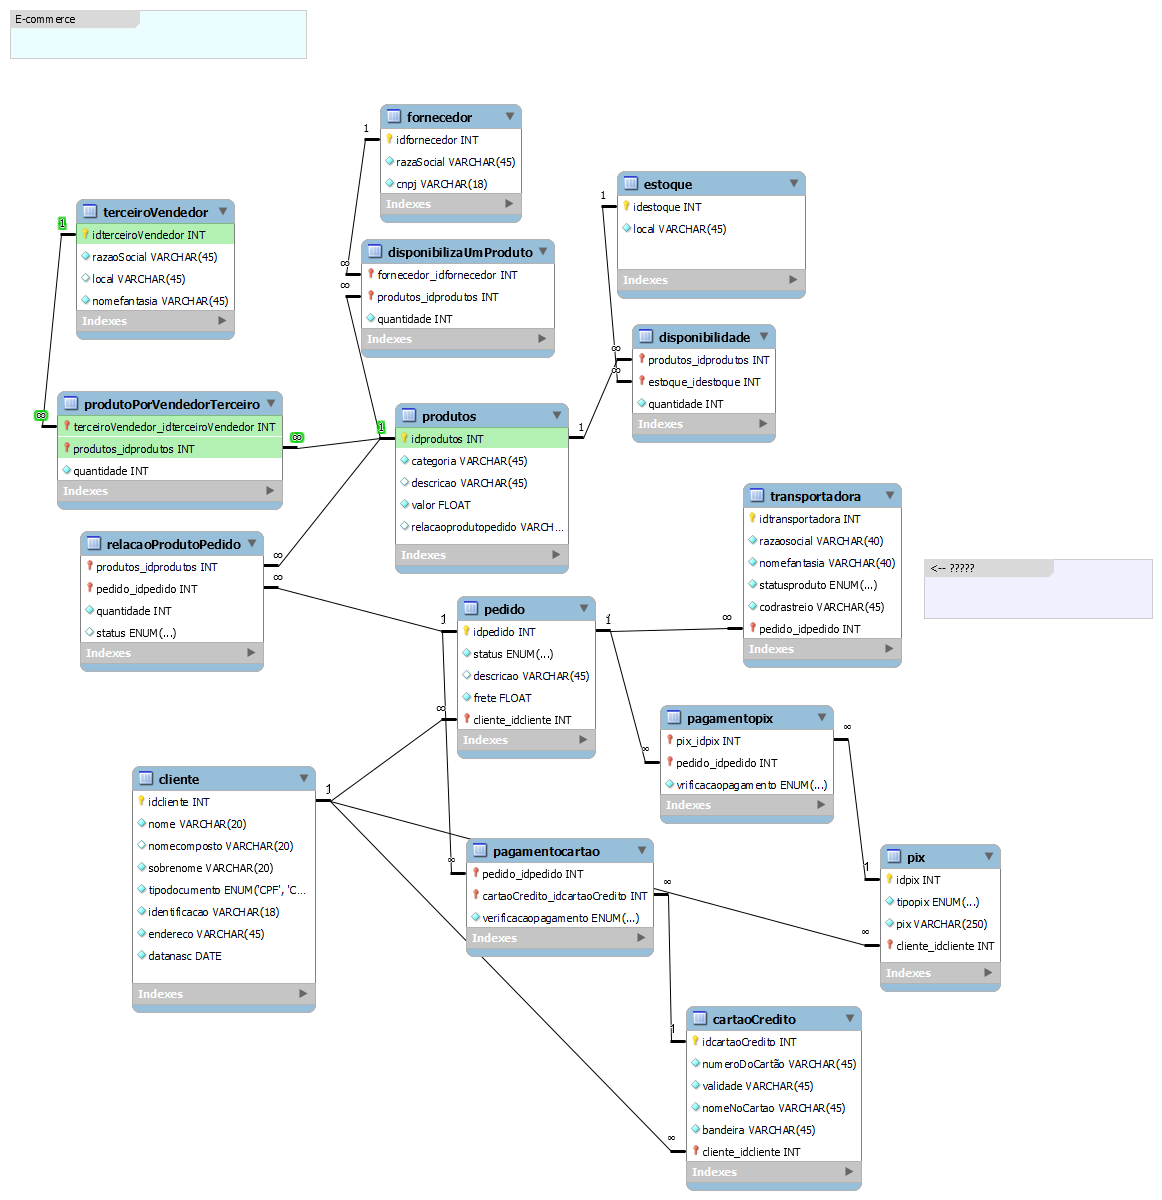 E-commerce
fornecedor
idfornecedor INT
razaSocial VARCHAR(45)
cnpj VARCHAR(18)
Indexes
estoque
idestoque INT
local VARCHAR(45)
Indexes
terceiroVendedor
idterceiroVendedor INT
razaoSocial VARCHAR(45)
local VARCHAR(45)
nomefantasia VARCHAR(45)
Indexes
disponibilizaUmProduto
fornecedor_idfornecedor INT
produtos_idprodutos INT
quantidade INT
Indexes
disponibilidade
produtos_idprodutos INT
estoque_idestoque INT
quantidade INT
Indexes
produtoPorVendedorTerceiro
terceiroVendedor_idterceiroVendedor INT
produtos_idprodutos INT
quantidade INT
Indexes
produtos
idprodutos INT
categoria VARCHAR(45)
descricao VARCHAR(45)
valor FLOAT
relacaoprodutopedido VARCH...
Indexes
transportadora
idtransportadora INT
razaosocial VARCHAR(40)
nomefantasia VARCHAR(40)
statusproduto ENUM(...)
codrastreio VARCHAR(45)
pedido_idpedido INT
Indexes
<-- ?????
relacaoProdutoPedido
produtos_idprodutos INT
pedido_idpedido INT
quantidade INT
status ENUM(...)
Indexes
pedido
idpedido INT
status ENUM(...)
descricao VARCHAR(45)
frete FLOAT
cliente_idcliente INT
Indexes
pagamentopix
pix_idpix INT
pedido_idpedido INT
vrificacaopagamento ENUM(...)
Indexes
cliente
idcliente INT
nome VARCHAR(20)
nomecomposto VARCHAR(20)
sobrenome VARCHAR(20)
tipodocumento ENUM('CPF', 'C...
identificacao VARCHAR(18)
endereco VARCHAR(45)
datanasc DATE
Indexes
pagamentocartao
pedido_idpedido INT
cartaoCredito_idcartaoCredito INT
verificacaopagamento ENUM(...)
Indexes
pix
idpix INT
tipopix ENUM(...)
pix VARCHAR(250)
cliente_idcliente INT
Indexes
cartaoCredito
idcartaoCredito INT
numeroDoCartão VARCHAR(45)
validade VARCHAR(45)
nomeNoCartao VARCHAR(45)
bandeira VARCHAR(45)
cliente_idcliente INT
Indexes
1
∞
1
∞
∞
1
∞
∞
1
∞
∞
1
∞
∞
1
1
∞
∞
∞
∞
1
∞
1
∞
∞
1
∞